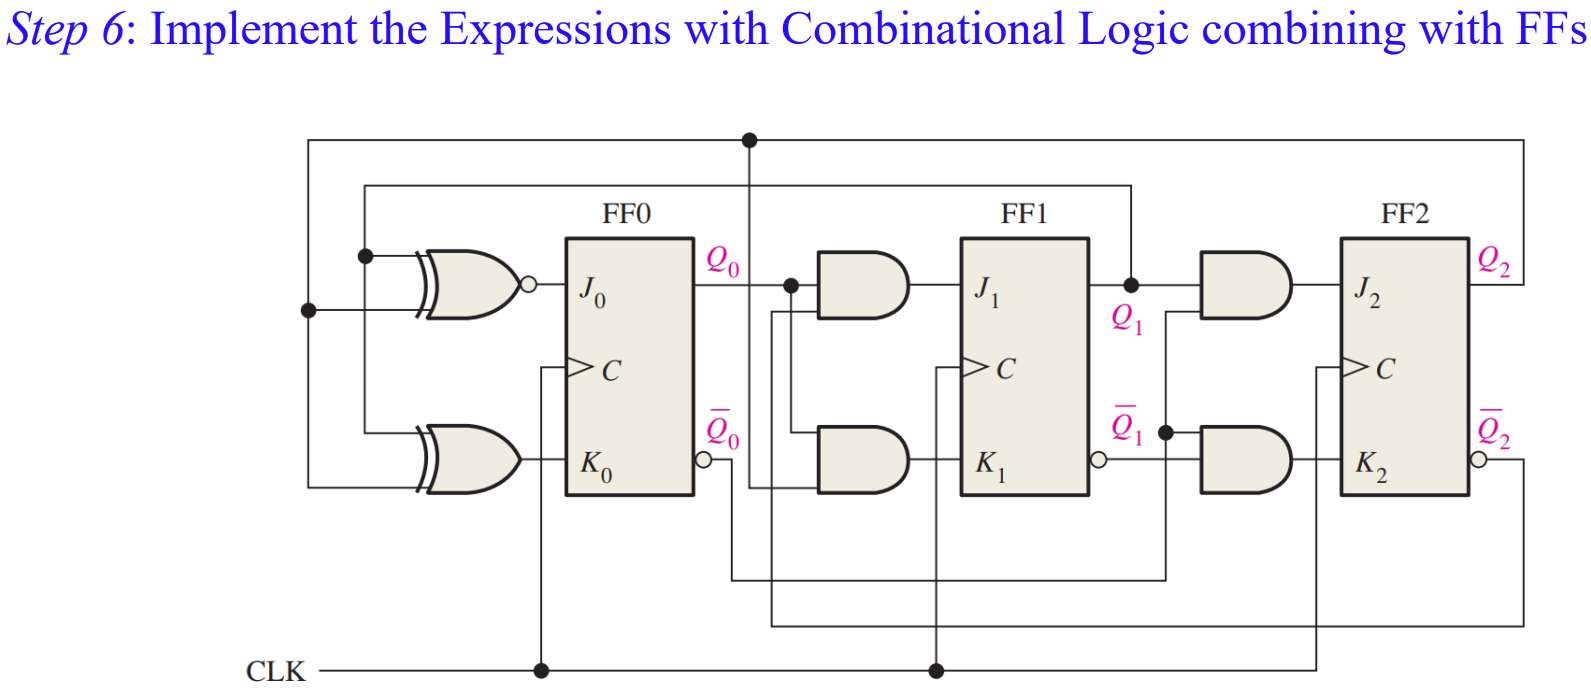 Step 6: Implement the Expressions with Combinational Logic combining with FFs
FF0
FF1
FF2
Q0
Q2
J0
J1
Q1
J2
C
C
C
Q̅0
Q̅1
Q̅2
K0
K1
K2
CLK